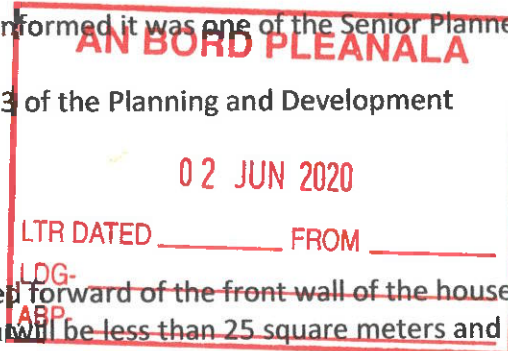 nformed it was one of the Senior Planne
AN BORD PLEANALA
3 of the Planning and Development
02 JUN 2020
LTR DATED FROM
LDG-
ed forward of the front wall of the house
ABP-
will be less than 25 square meters and